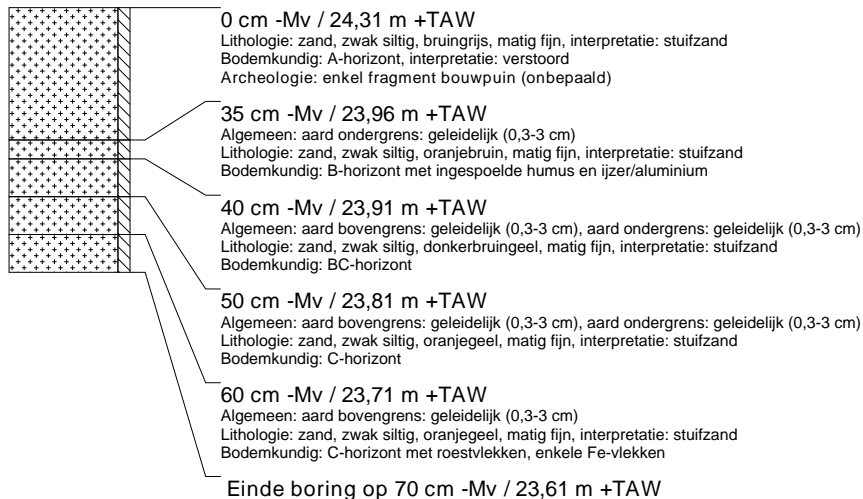 0 cm -Mv / 24,31 m +TAW
Lithologie: zand, zwak siltig, bruingrijs, matig fijn, interpretatie: stuifzand
Bodemkundig: A-horizont, interpretatie: verstoord
Archeologie: enkel fragment bouwpuin (onbepaald)
35 cm -Mv / 23,96 m +TAW
Algemeen: aard ondergrens: geleidelijk (0,3-3 cm)
Lithologie: zand, zwak siltig, oranjebruin, matig fijn, interpretatie: stuifzand
Bodemkundig: B-horizont met ingespoelde humus en ijzer/aluminium
40 cm -Mv / 23,91 m +TAW
Algemeen: aard bovengrens: geleidelijk (0,3-3 cm), aard ondergrens: geleidelijk (0,3-3 cm)
Lithologie: zand, zwak siltig, donkerbruingeel, matig fijn, interpretatie: stuifzand
Bodemkundig: BC-horizont
50 cm -Mv / 23,81 m +TAW
Algemeen: aard bovengrens: geleidelijk (0,3-3 cm), aard ondergrens: geleidelijk (0,3-3 cm)
Lithologie: zand, zwak siltig, oranjegeel, matig fijn, interpretatie: stuifzand
Bodemkundig: C-horizont
60 cm -Mv / 23,71 m +TAW
Algemeen: aard bovengrens: geleidelijk (0,3-3 cm)
Lithologie: zand, zwak siltig, oranjegeel, matig fijn, interpretatie: stuifzand
Bodemkundig: C-horizont met roestvlekken, enkele Fe-vlekken
Einde boring op 70 cm -Mv / 23,61 m +TAW